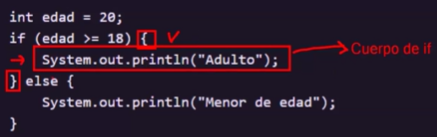 int edad = 20;
if (edad >= 18) {
System.out.println("Adulto");
Cuerpo de if
} else {
System.out.println("Menor de edad");
}